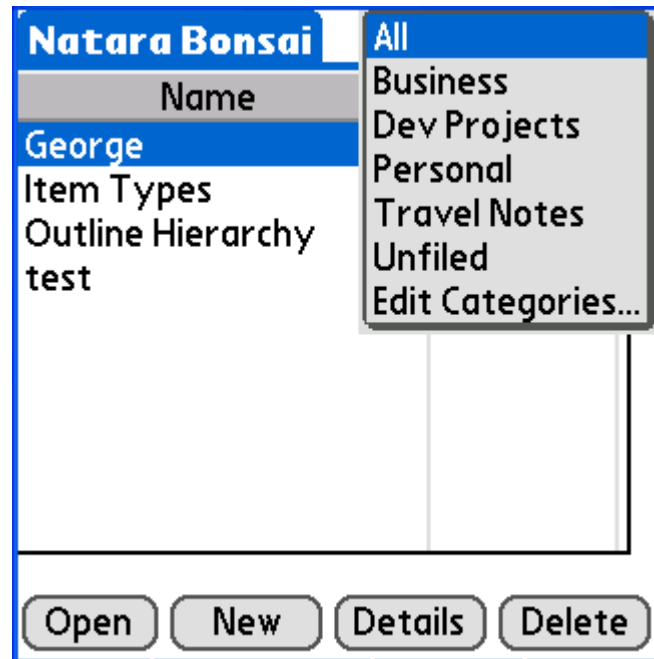 Natara Bonsai
All
Business
Dev Projects
Personal
Travel Notes
Unfiled
Edit Categories...
Name
George
Item Types
Outline Hierarchy
test
Open New Details Delete